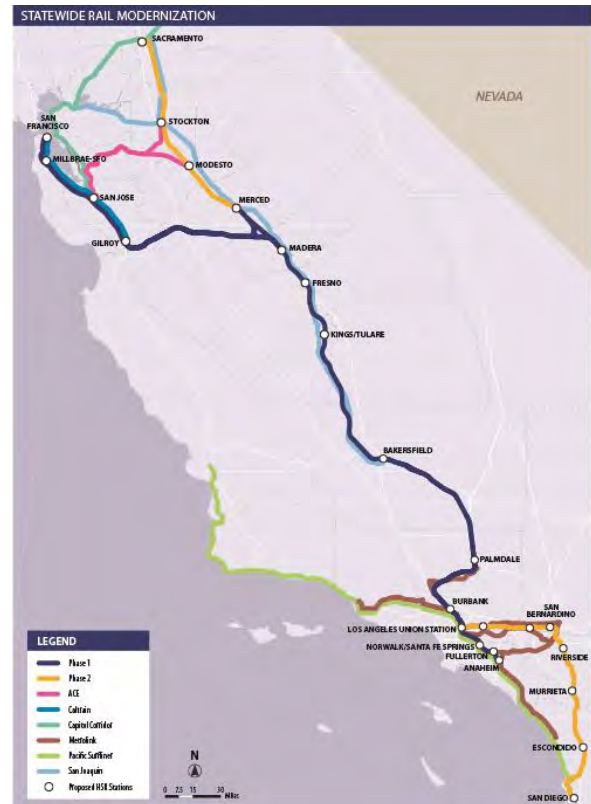 STATEWIDE RAIL MODERNIZATION
SACRAMENTO
NEVADA
SAN
FRANCISCO
STOCKTON
MILLBRAE-SFO
MODESTO
SAN JOSE
MERCED
GILROY
MADERA
FRESNO
KINGS/TULARE
BAKERSFIELD
PALMDALE
BURBANK
SAN
BERNARDINO
LOS ANGELES UNION STATION
NORWALK/SANTA FE SPRINGS
FULLERTON
ANAHEIM
RIVERSIDE
MURRIETA
ESCONDIDO
SAN DIEGO
LEGEND
Phase 1
Phase 2
ACE
Caltrain
Capitol Corridor
Metrolink
Pacific Surfliner
San Joaquin
Proposed HSR Stations
N
0 7.5 15 30
Miles